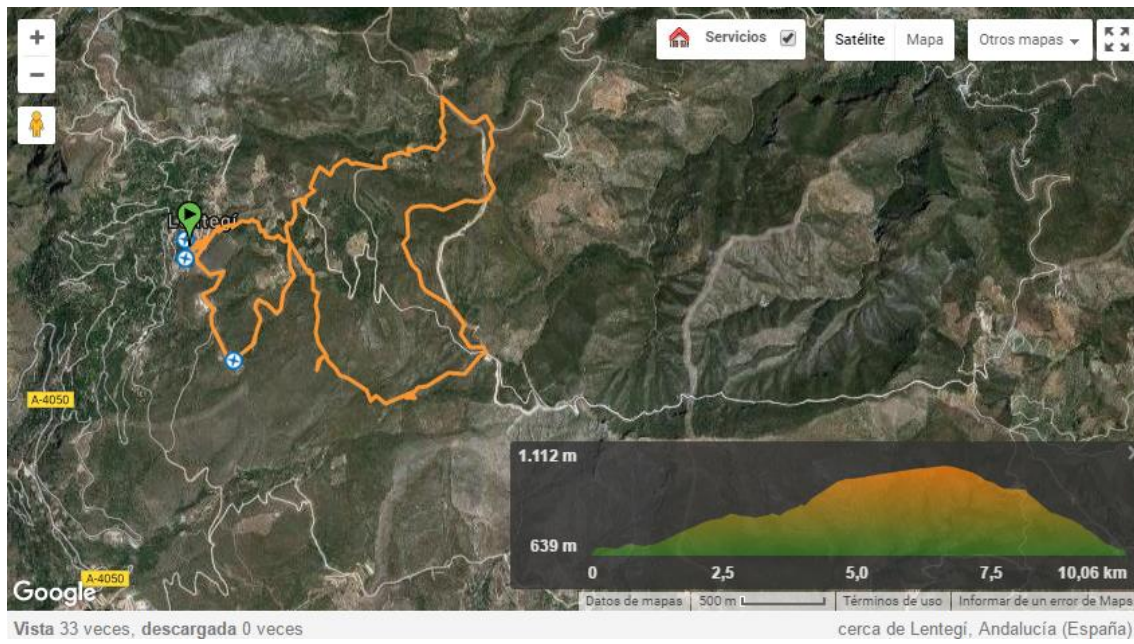 +
Servicios
Satélite
Mapa
Otros mapas
−
Lentegí
A-4050
1.112 m
639 m
0
2,5
5,0
7,5
10,06 km
A-4050
Google
Datos de mapas
500 m
Términos de uso
Informar de un error de Maps
Vista 33 veces, descargada 0 veces
cerca de Lentegí, Andalucía (España)